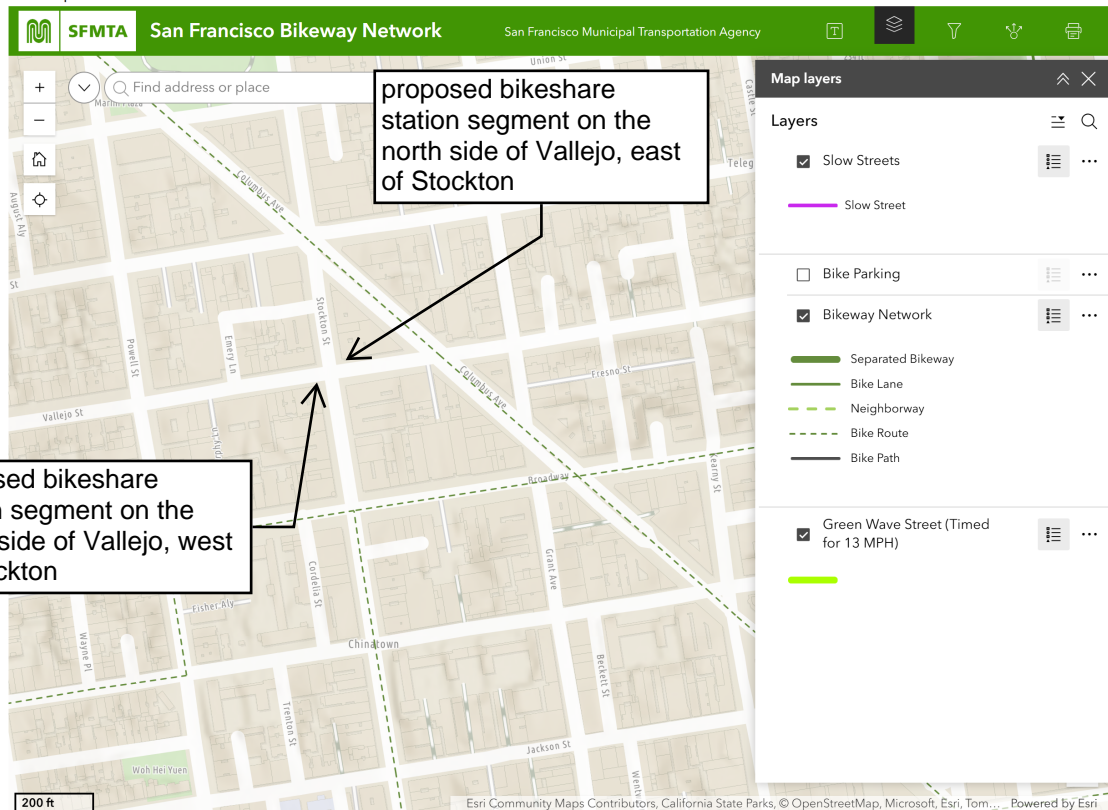 SFMTA
San Francisco Bikeway Network
San Francisco Municipal Transportation Agency
T
+
Find address or place
−
Union St
Castle St
Columbus Ave
August Aly
St
Stockton St
Emery Ln
Powell St
Vallejo St
Columbus Ave
Fresno St
Broadway
Kearny St
Grant Ave
Cordelia St
Fisher Aly
Wayne Pl
Chinatown
Beckett St
Trenton St
Jackson St
Woh Hei Yuen
200 ft
proposed bikeshare
station segment on the
north side of Vallejo, east
of Stockton
sed bikeshare
segment on the
side of Vallejo, west
ckton
Map layers
Layers
Slow Streets
Slow Street
Bike Parking
Bikeway Network
Separated Bikeway
Bike Lane
Neighborway
Bike Route
Bike Path
Green Wave Street (Timed
for 13 MPH)
Esri Community Maps Contributors, California State Parks, © OpenStreetMap, Microsoft, Esri, Tom... Powered by Esri